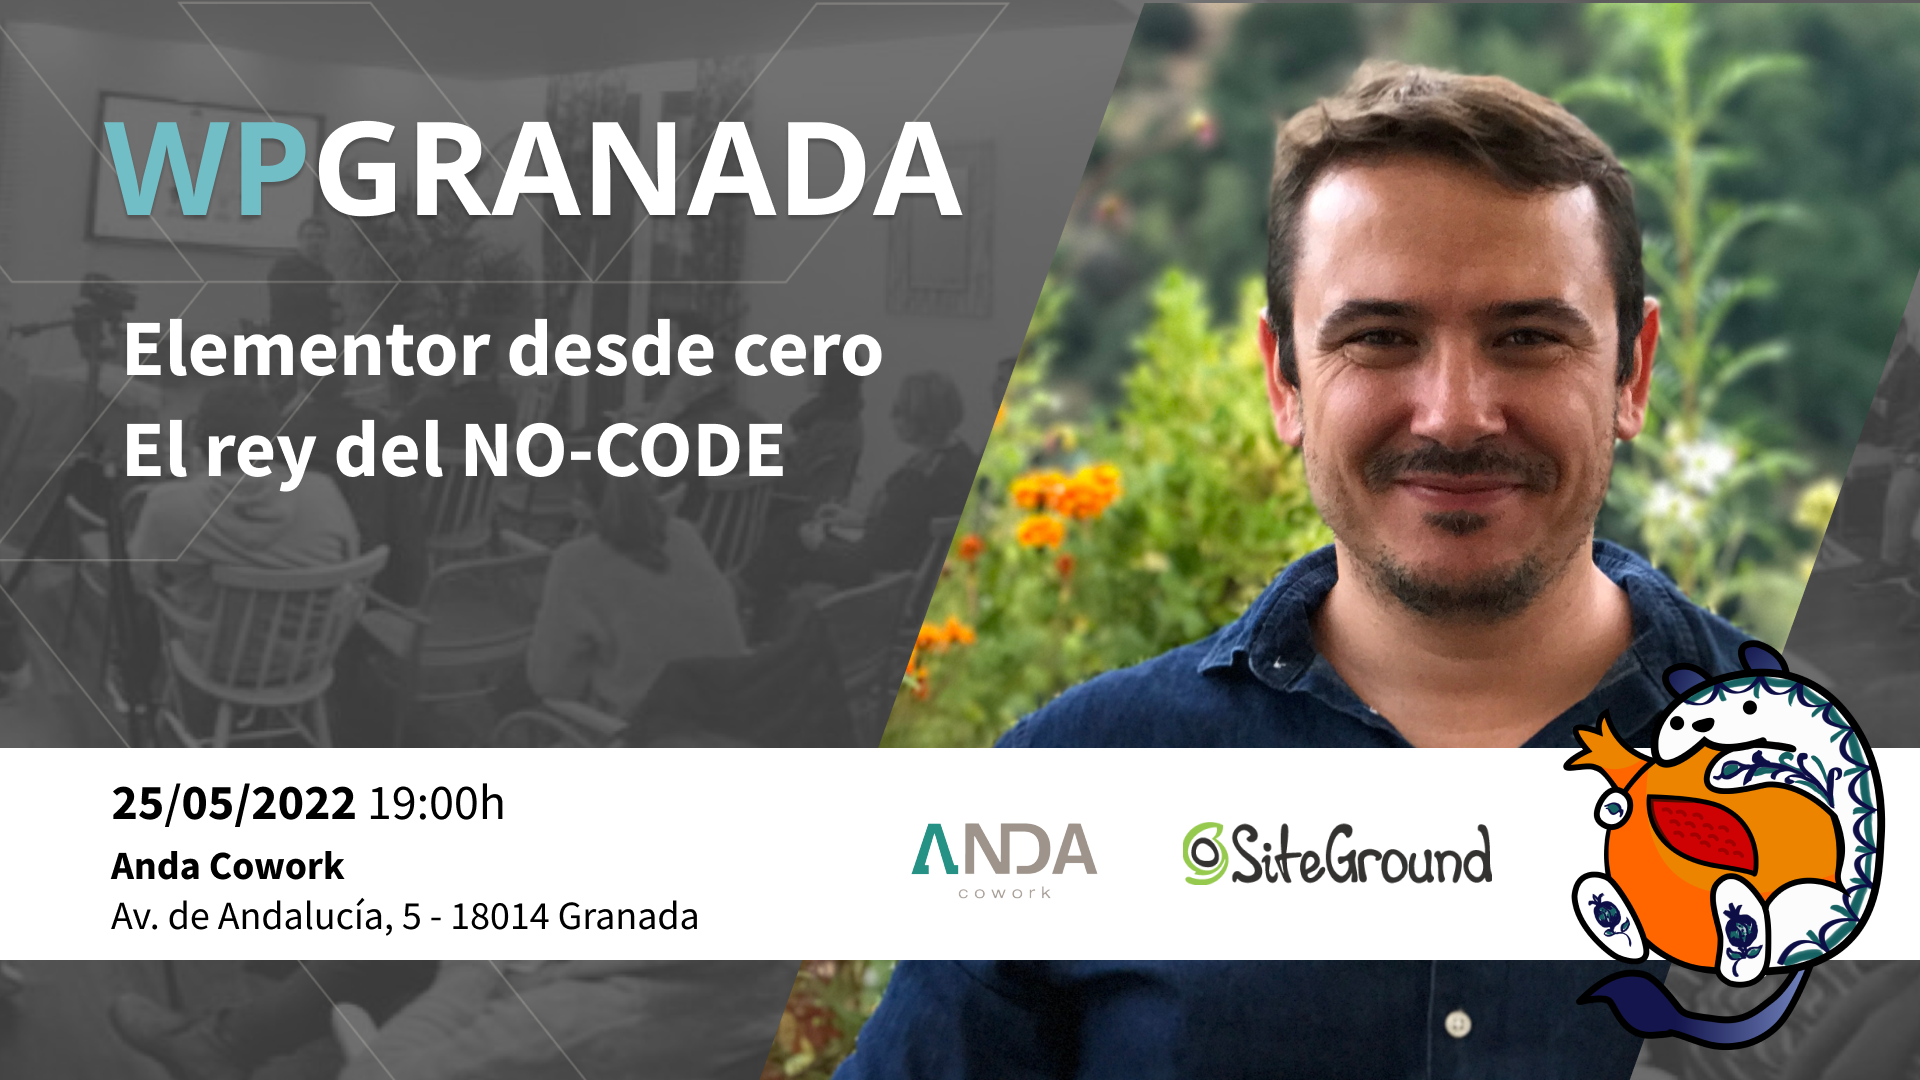 WPGRANADA
Elementor desde cero
El rey del NO-CODE
25/05/2022 19:00h
Anda Cowork
Av. de Andalucía, 5 - 18014 Granada
ANDA
cowork
SiteGround